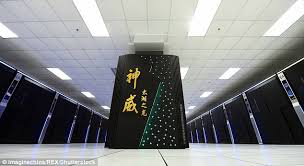 神威
太湖之光
© imaginechina/REX Shutterstock